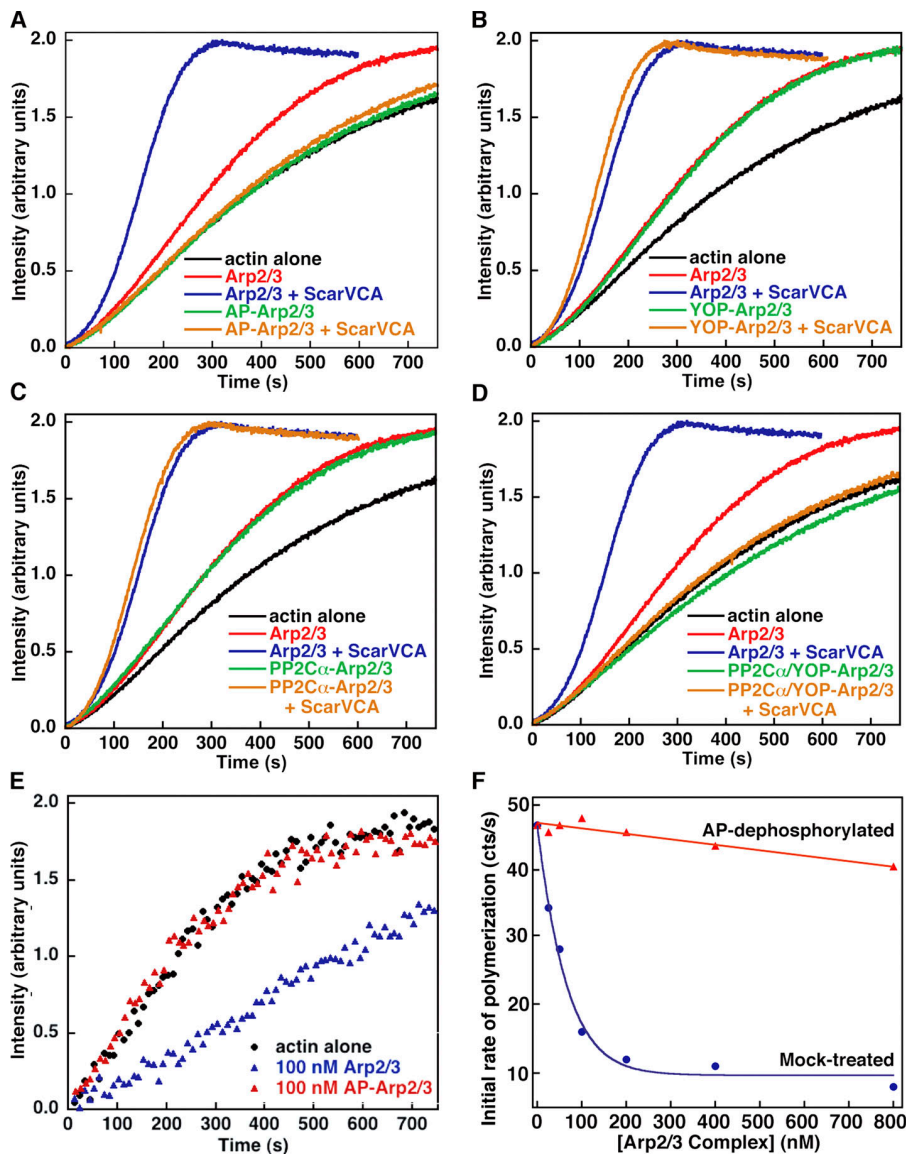 A
B
Intensity (arbitrary units)
2.0
1.5
1.0
0.5
0.0
actin alone
Arp2/3
Arp2/3 + ScarVCA
AP-Arp2/3
AP-Arp2/3 + ScarVCA
0 100 200 300 400 500 600 700
Time (s)
Intensity (arbitrary units)
2.0
1.5
1.0
0.5
0.0
actin alone
Arp2/3
Arp2/3 + ScarVCA
YOP-Arp2/3
YOP-Arp2/3 + ScarVCA
0 100 200 300 400 500 600 700
Time (s)
C
D
Intensity (arbitrary units)
2.0
1.5
1.0
0.5
0.0
actin alone
Arp2/3
Arp2/3 + ScarVCA
PP2Cα-Arp2/3
PP2Cα-Arp2/3
+ ScarVCA
0 100 200 300 400 500 600 700
Time (s)
Intensity (arbitrary units)
2.0
1.5
1.0
0.5
0.0
actin alone
Arp2/3
Arp2/3 + ScarVCA
PP2Cα/YOP-Arp2/3
PP2Cα/YOP-Arp2/3
+ ScarVCA
0 100 200 300 400 500 600 700
Time (s)
E
F
Intensity (arbitrary units)
2.0
1.5
1.0
0.5
0.0
actin alone
100 nM Arp2/3
100 nM AP-Arp2/3
0 100 200 300 400 500 600 700
Time (s)
Initial rate of polymerization (cts/s)
50
40
30
20
10
AP-dephosphorylated
Mock-treated
0 100 200 300 400 500 600 700 800
[Arp2/3 Complex] (nM)